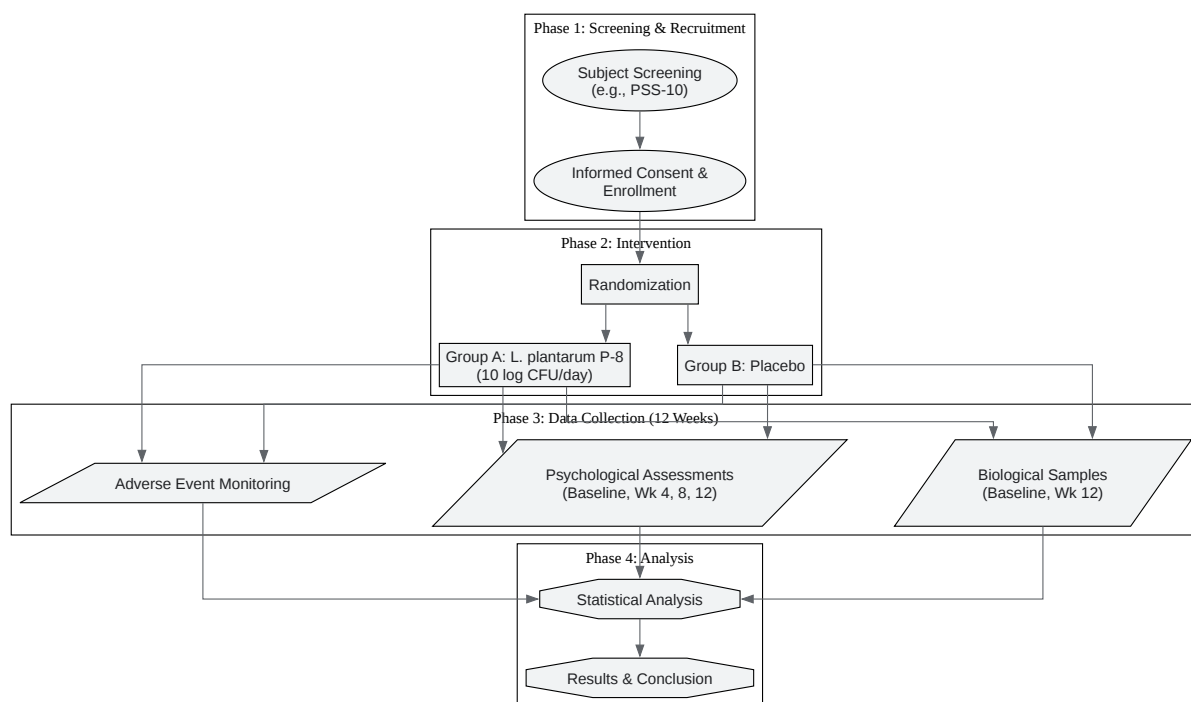 Phase 1: Screening & Recruitment
Subject Screening
(e.g., PSS-10)
Informed Consent &
Enrollment
Phase 2: Intervention
Randomization
Group A: L. plantarum P-8
(10 log CFU/day)
Group B: Placebo
Phase 3: Data Collection (12 Weeks)
Adverse Event Monitoring
Psychological Assessments
(Baseline, Wk 4, 8, 12)
Biological Samples
(Baseline, Wk 12)
Phase 4: Analysis
Statistical Analysis
Results & Conclusion